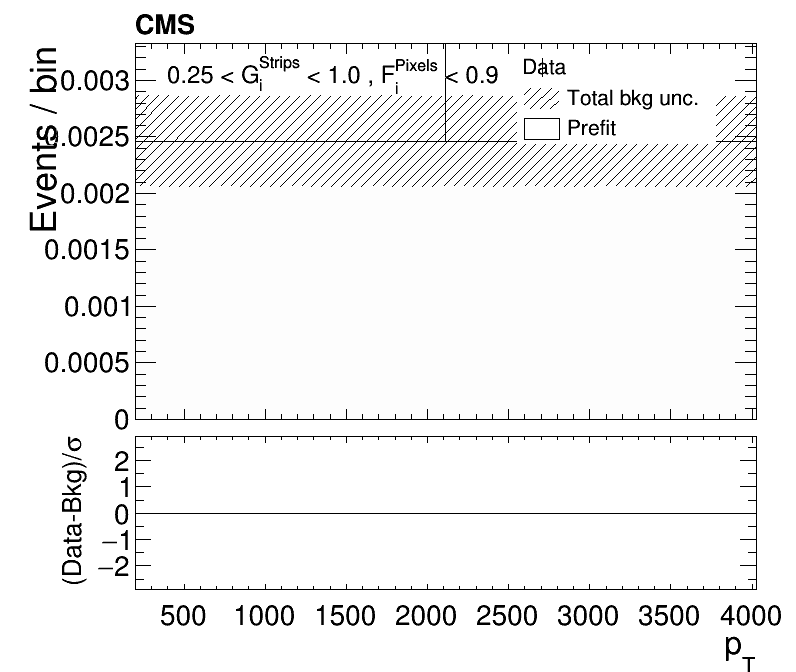 CMS
0.25 < G_i^Strips < 1.0 , F_i^Pixels < 0.9
Data
Total bkg unc.
Prefit
Events / bin
0.003
0.0025
0.002
0.0015
0.001
0.0005
0
(Data-Bkg)/σ
2
1
0
−1
−2
500 1000 1500 2000 2500 3000 3500 4000
p_T